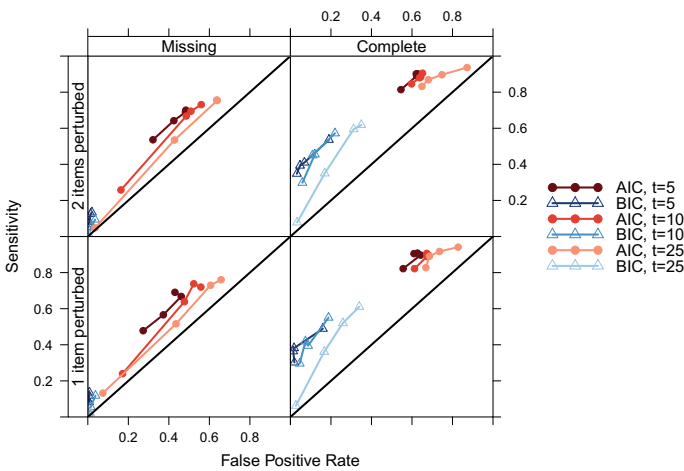 0.2 0.4 0.6 0.8
Missing Complete
2 items perturbed
0.8
0.6
0.4
0.2
Sensitivity
1 item perturbed
0.8
0.6
0.4
0.2
0.2 0.4 0.6 0.8
False Positive Rate
AIC, t=5
BIC, t=5
AIC, t=10
BIC, t=10
AIC, t=25
BIC, t=25